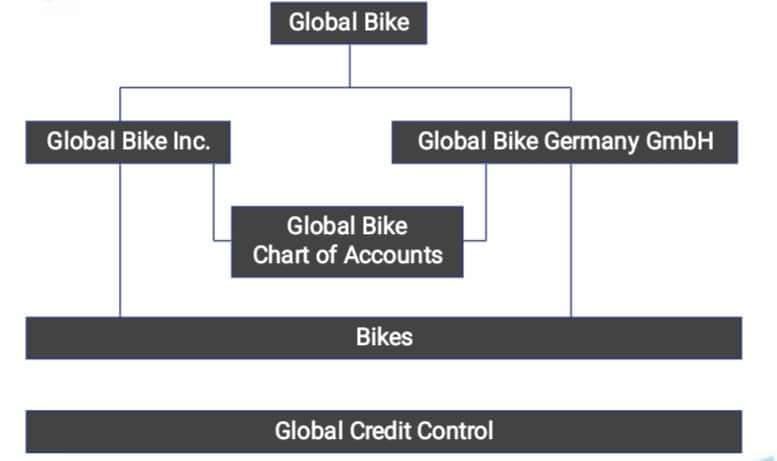 Global Bike
Global Bike Inc.
Global Bike Germany GmbH
Global Bike
Chart of Accounts
Bikes
Global Credit Control